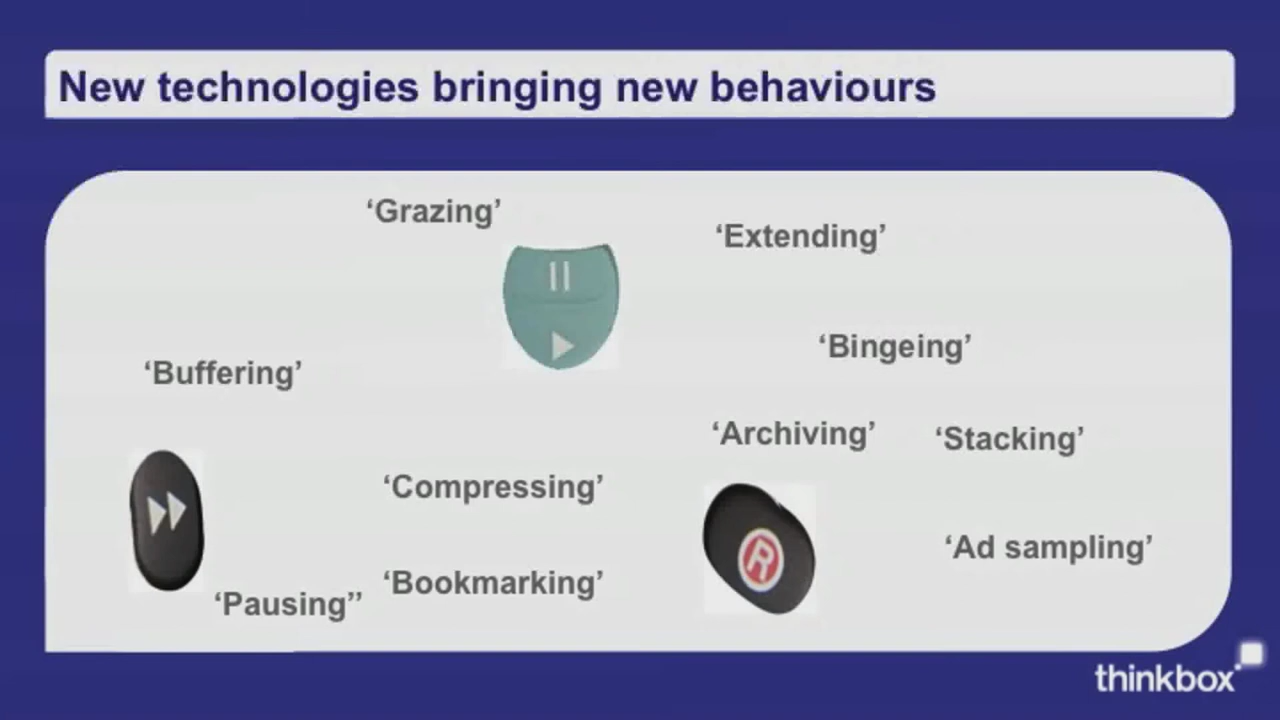 New technologies bringing new behaviours
‘Grazing’
‘Extending’
‘Bingeing’
‘Buffering’
‘Archiving’
‘Stacking’
‘Compressing’
R
‘Ad sampling’
‘Bookmarking’
‘Pausing’’
thinkbox